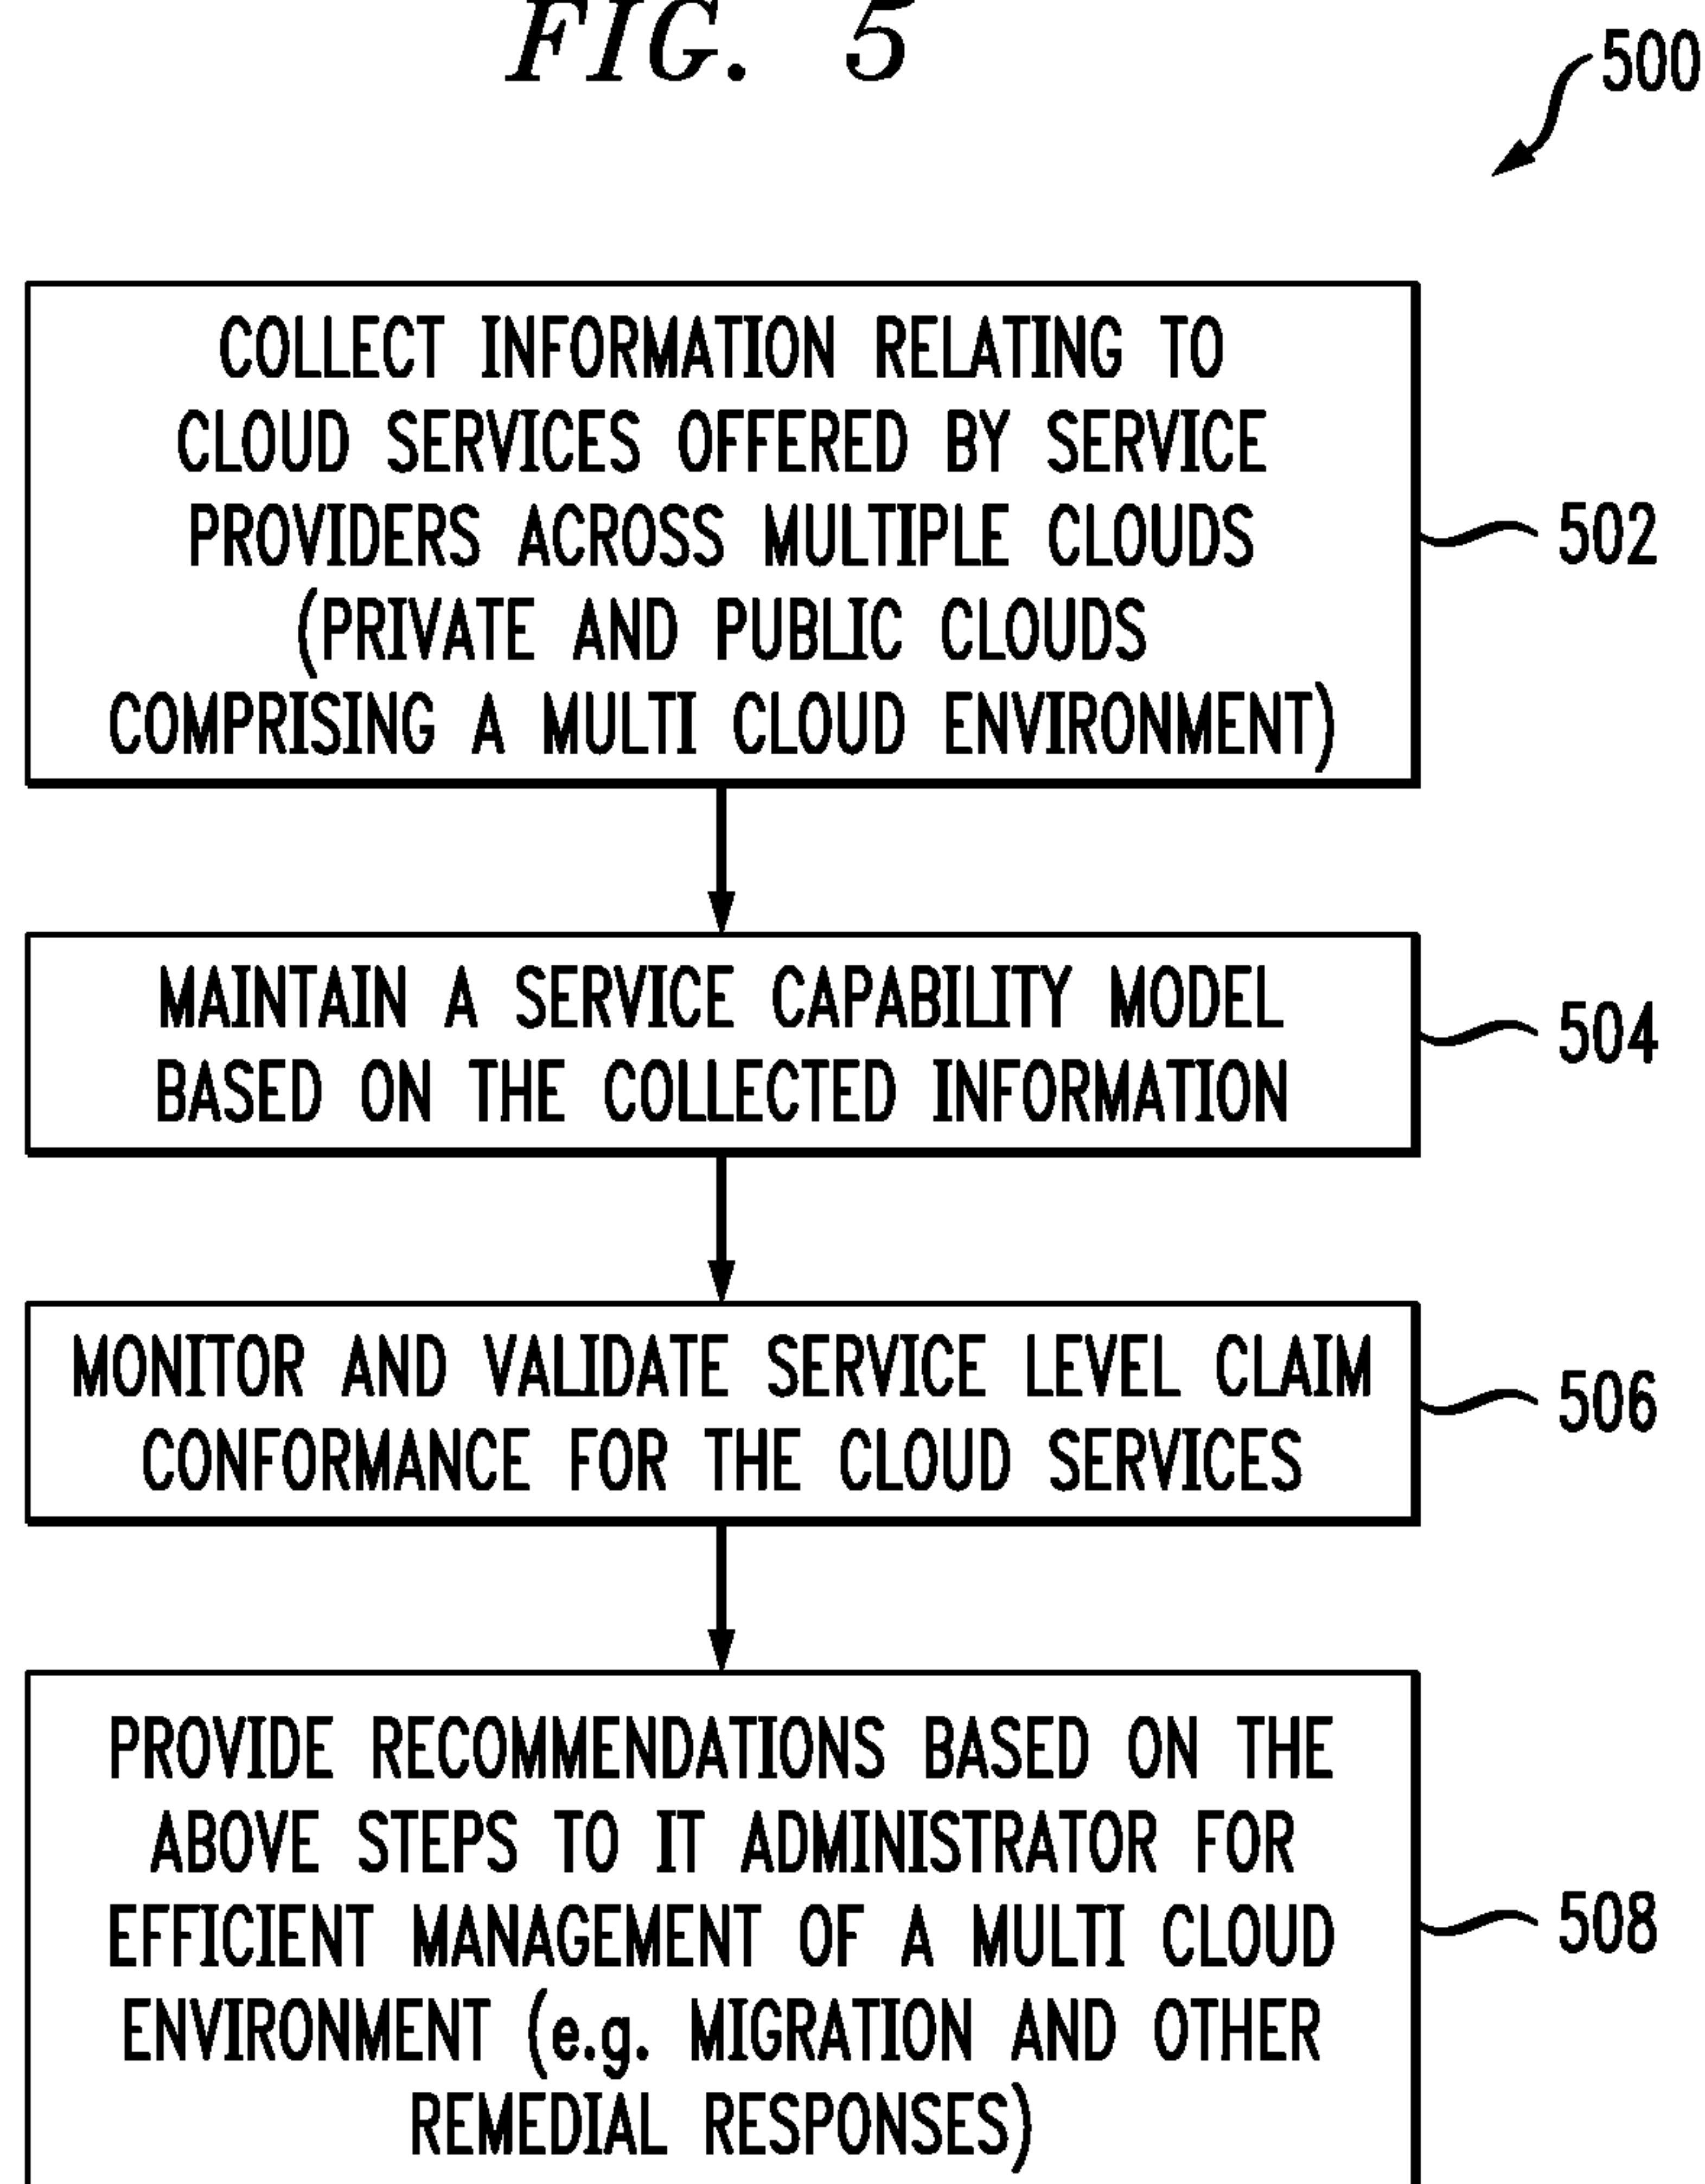 FIG. 5
500
COLLECT INFORMATION RELATING TO
CLOUD SERVICES OFFERED BY SERVICE
PROVIDERS ACROSS MULTIPLE CLOUDS
(PRIVATE AND PUBLIC CLOUDS
COMPRISING A MULTI CLOUD ENVIRONMENT)
502
MAINTAIN A SERVICE CAPABILITY MODEL
BASED ON THE COLLECTED INFORMATION
504
MONITOR AND VALIDATE SERVICE LEVEL CLAIM
CONFORMANCE FOR THE CLOUD SERVICES
506
PROVIDE RECOMMENDATIONS BASED ON THE
ABOVE STEPS TO IT ADMINISTRATOR FOR
EFFICIENT MANAGEMENT OF A MULTI CLOUD
ENVIRONMENT (e.g. MIGRATION AND OTHER
REMEDIAL RESPONSES)
508